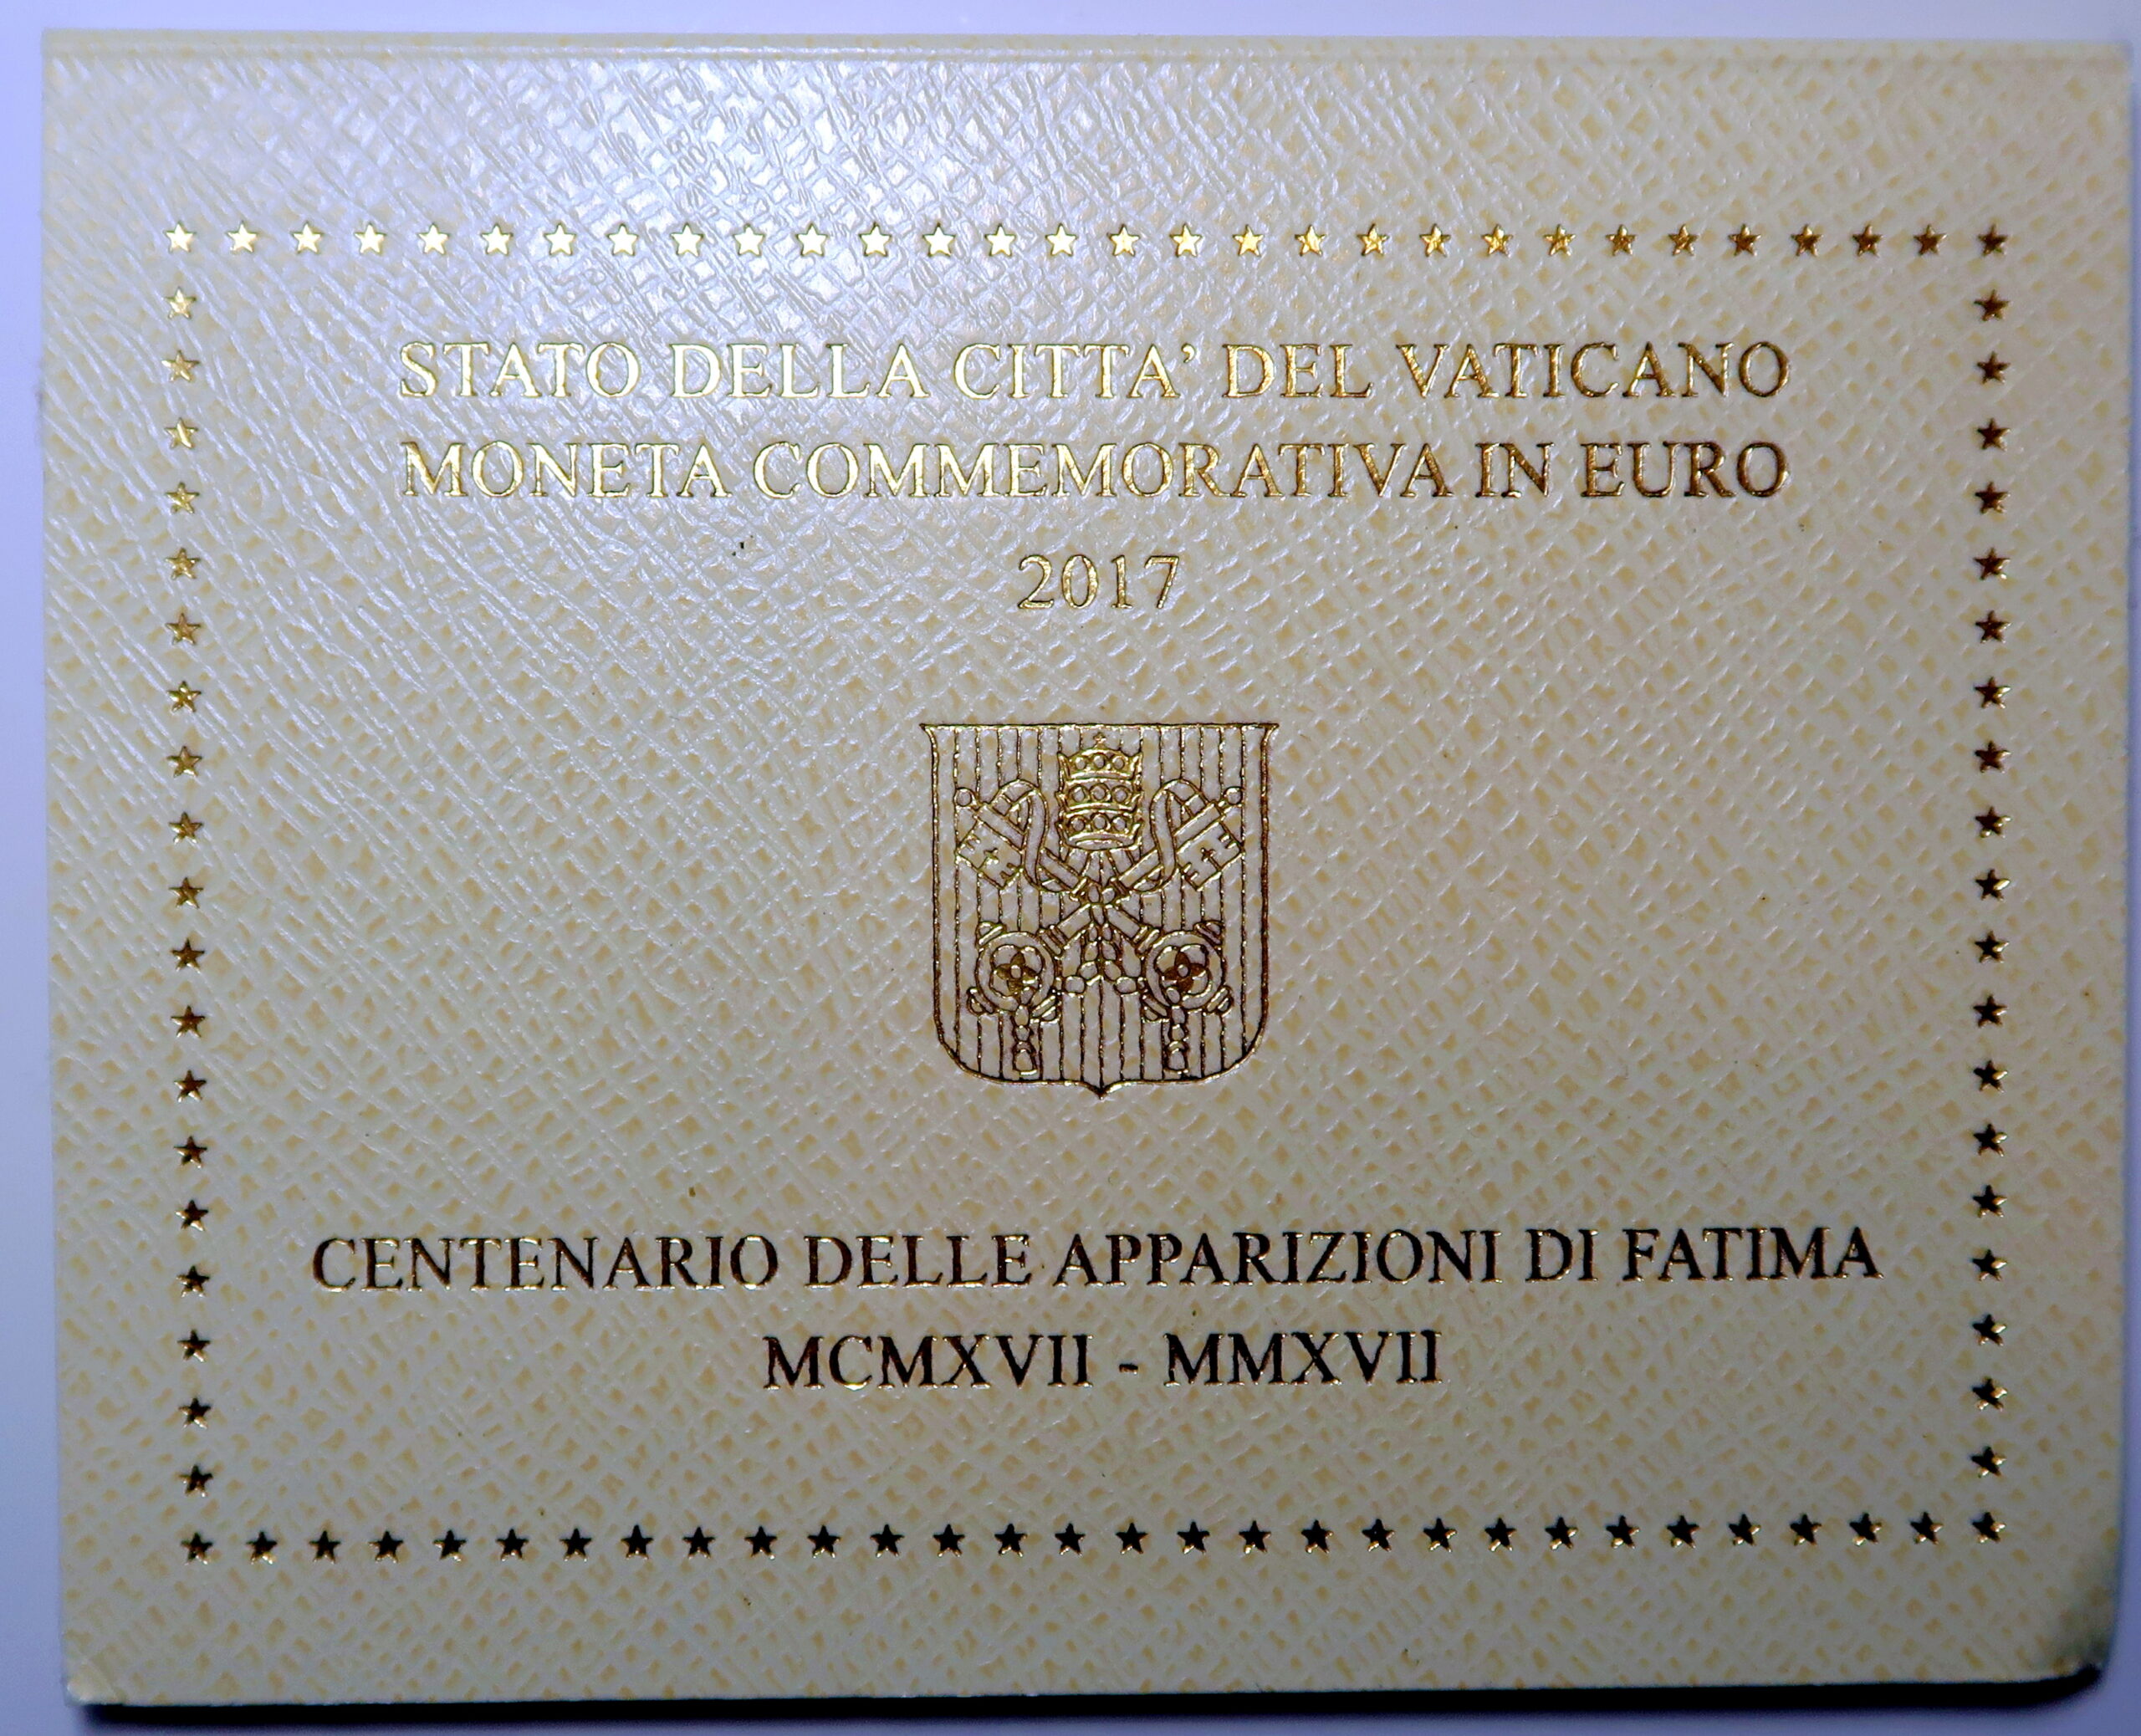 STATO DELLA CITTA' DEL VATICANO
MONETA COMMEMORATIVA IN EURO
2017
CENTENARIO DELLE APPARIZIONI DI FATIMA
MCMXVII - MMXVII